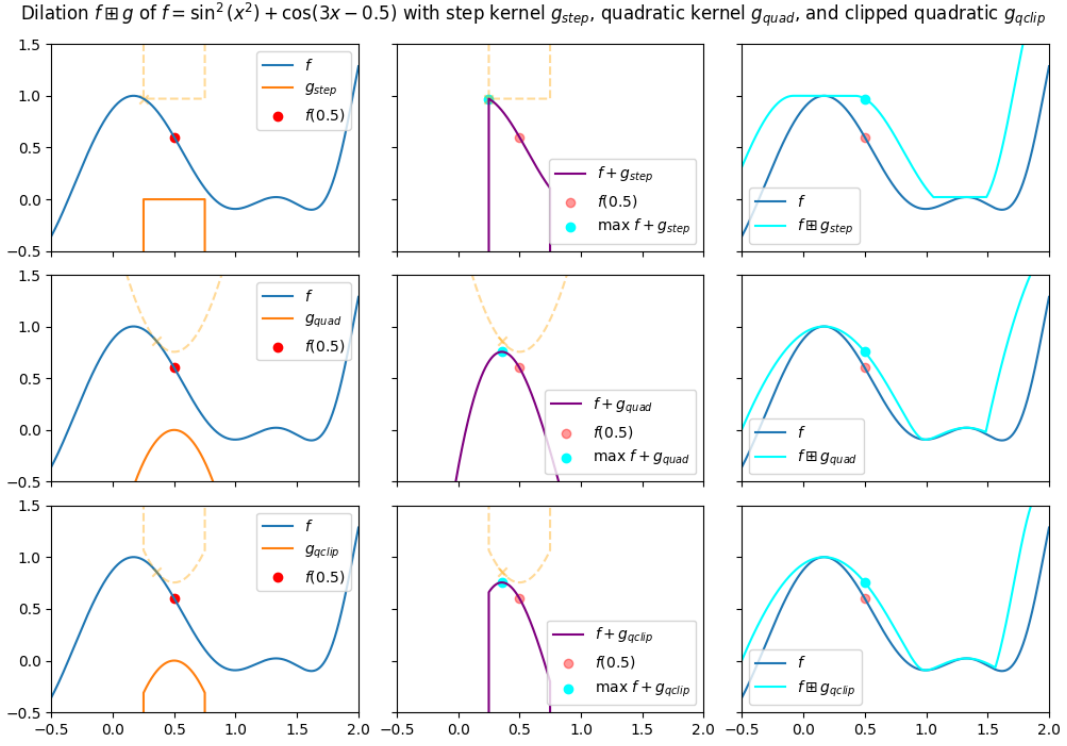 Dilation f ⊞ g of f = sin²(x²) + cos(3x − 0.5) with step kernel g_step, quadratic kernel g_quad, and clipped quadratic g_qclip
1.5
1.0
0.5
0.0
−0.5
f
g_step
f(0.5)
f + g_step
f(0.5)
max f + g_step
f
f ⊞ g_step
1.5
1.0
0.5
0.0
−0.5
f
g_quad
f(0.5)
f + g_quad
f(0.5)
max f + g_quad
f
f ⊞ g_quad
1.5
1.0
0.5
0.0
−0.5
f
g_qclip
f(0.5)
f + g_qclip
f(0.5)
max f + g_qclip
f
f ⊞ g_qclip
−0.5 0.0 0.5 1.0 1.5 2.0
−0.5 0.0 0.5 1.0 1.5 2.0
−0.5 0.0 0.5 1.0 1.5 2.0